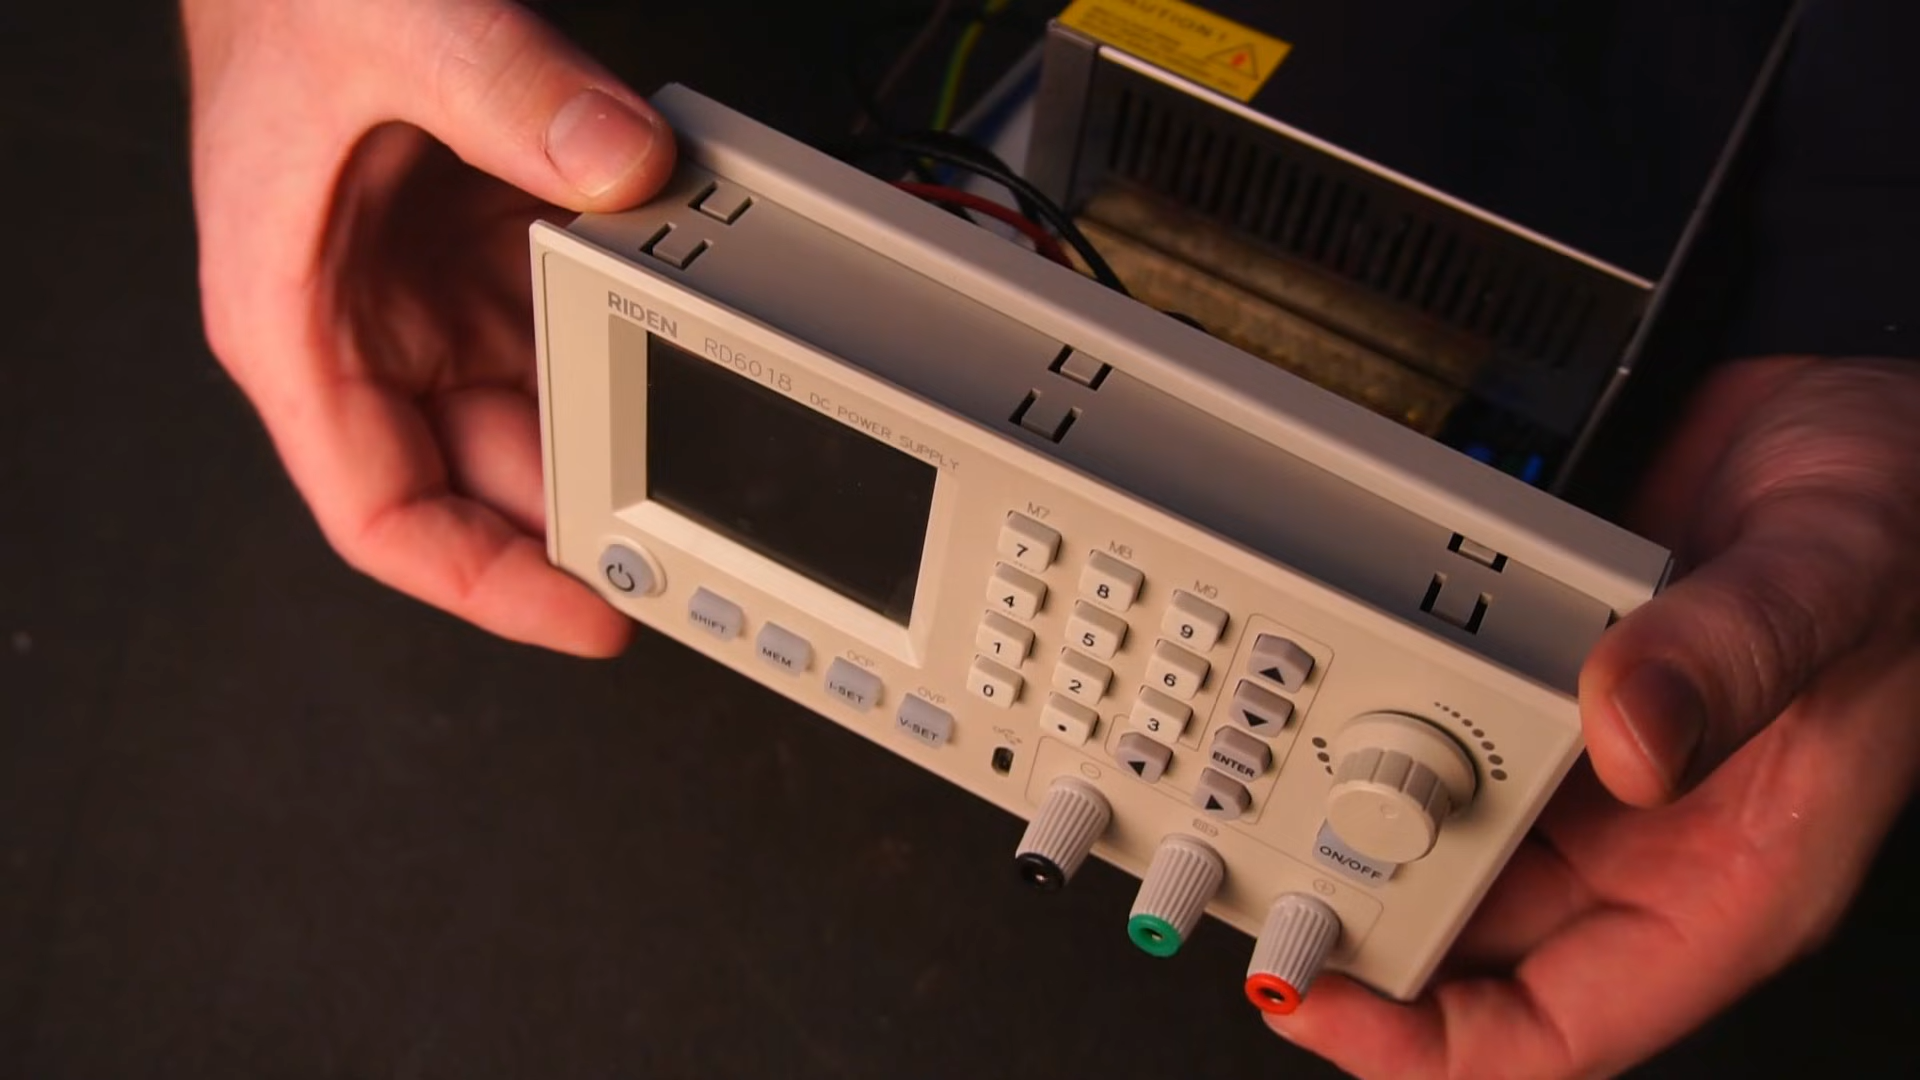 CAUTION !
RIDEN
RD6018
DC POWER SUPPLY
M7
M8
M9
7
8
9
4
5
6
1
2
3
0
.
SHIFT
MEM
OCP
I-SET
OVP
V-SET
ENTER
ON/OFF